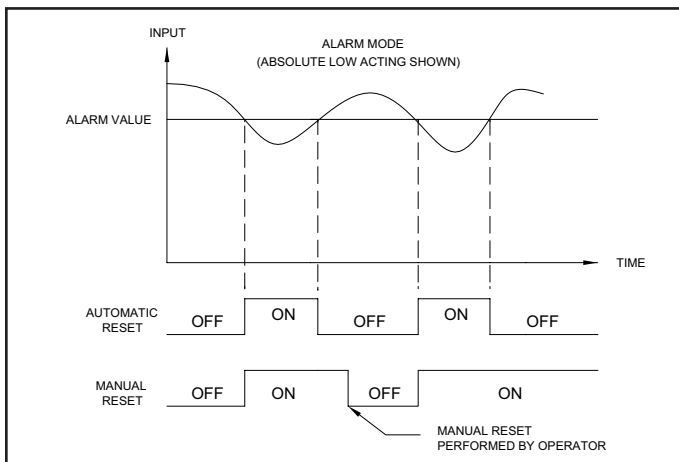 INPUT
ALARM MODE
(ABSOLUTE LOW ACTING SHOWN)
ALARM VALUE
TIME
AUTOMATIC
RESET
OFF
ON
OFF
ON
OFF
MANUAL
RESET
OFF
ON
OFF
ON
MANUAL RESET
PERFORMED BY OPERATOR